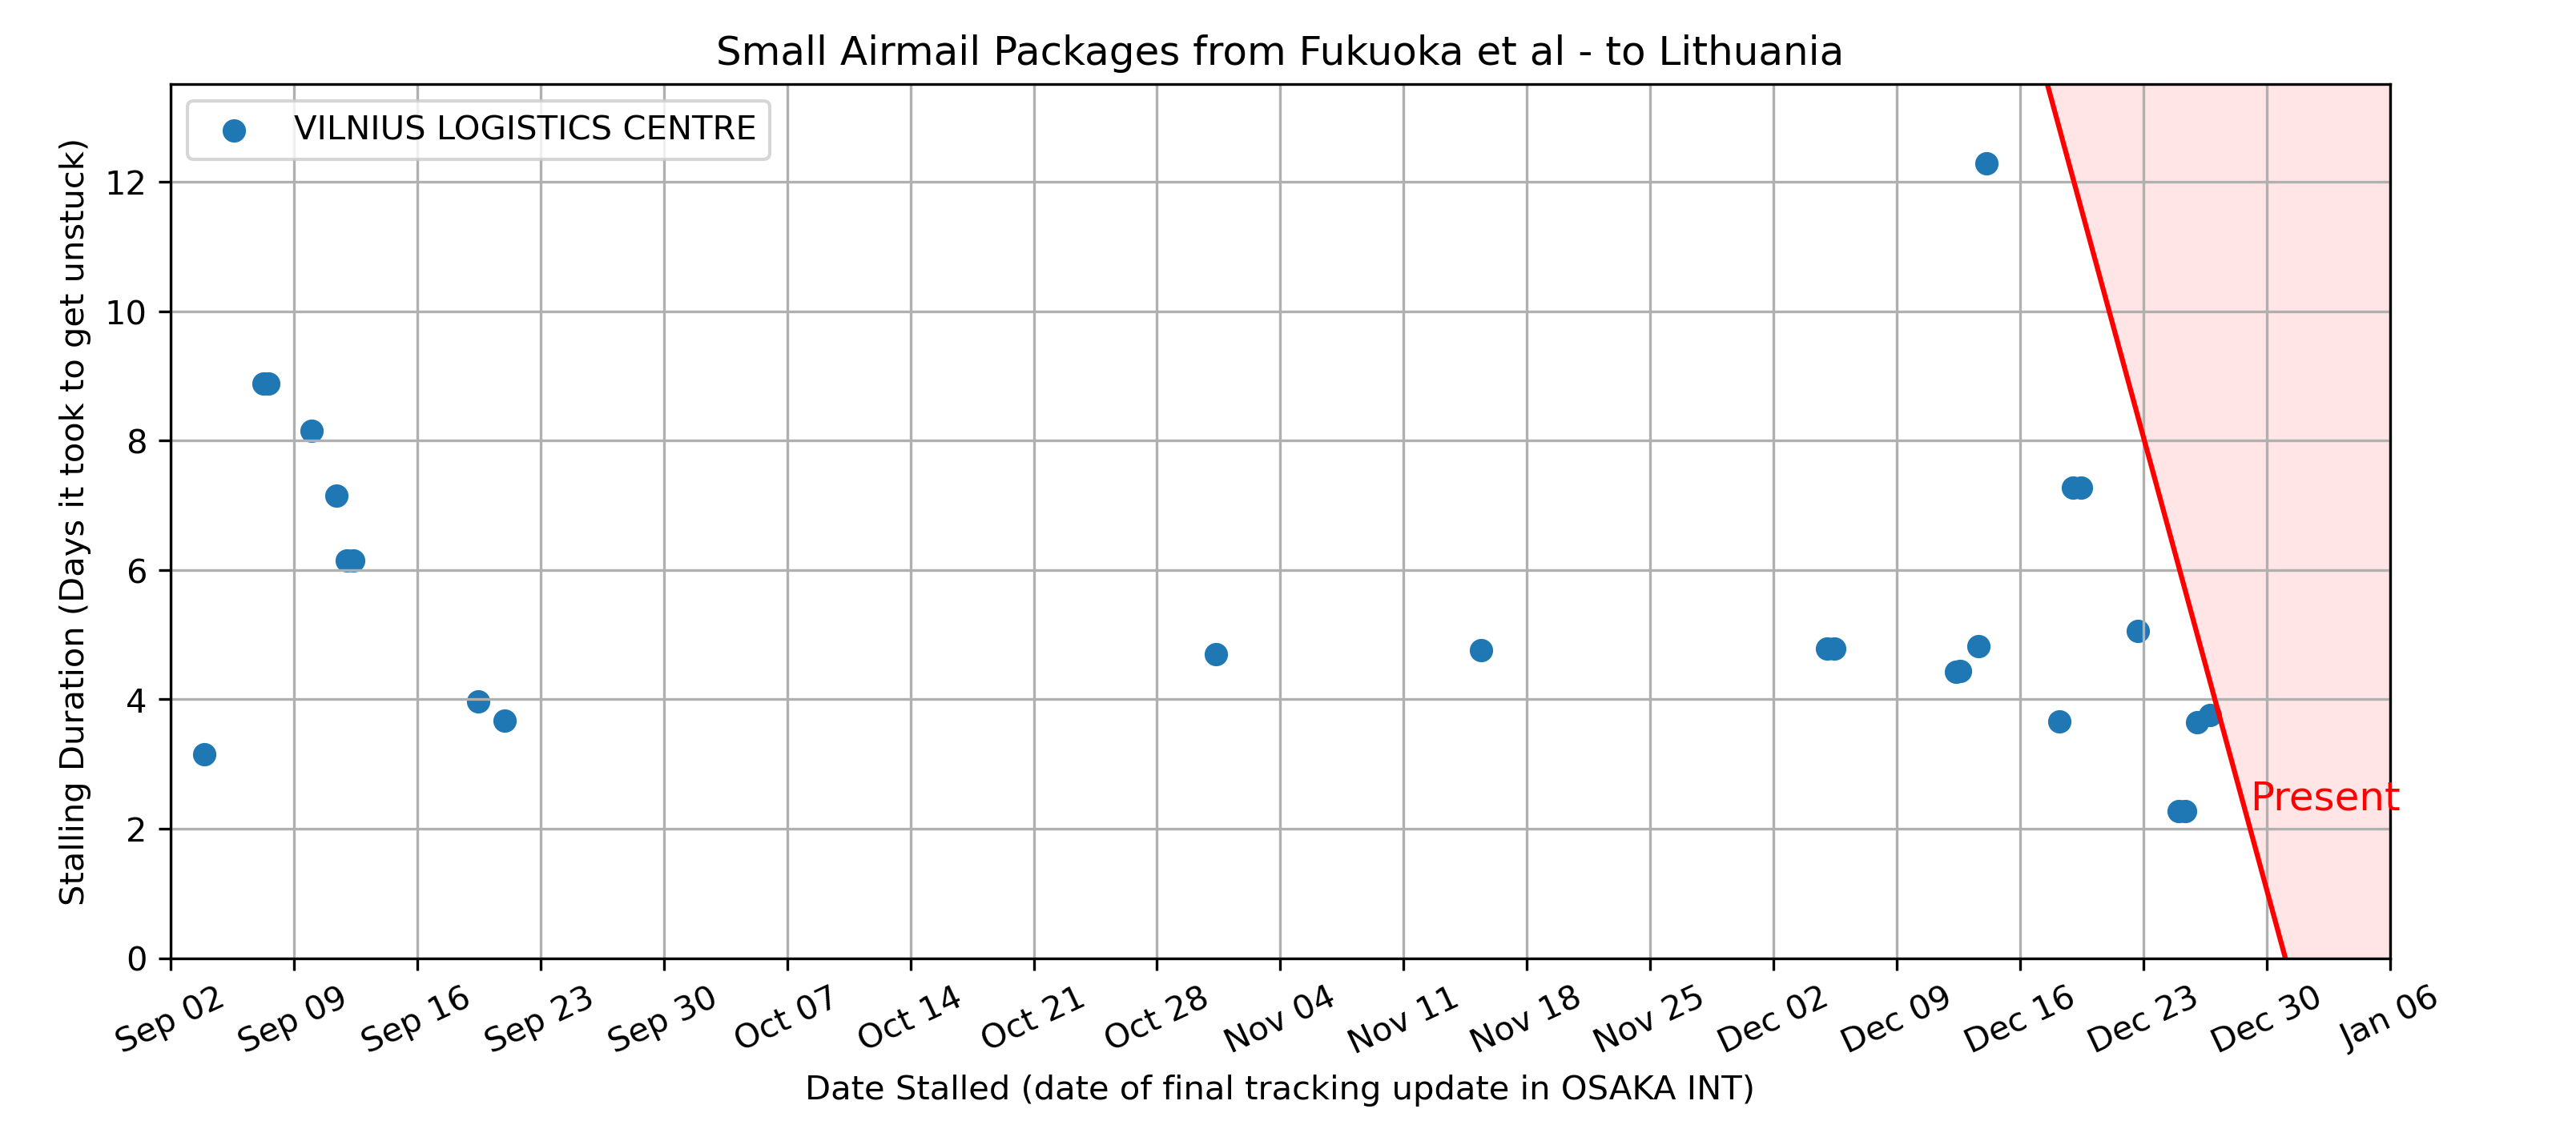 Small Airmail Packages from Fukuoka et al - to Lithuania
VILNIUS LOGISTICS CENTRE
Stalling Duration (Days it took to get unstuck)
12
10
8
6
4
2
0
Present
Sep 02
Sep 09
Sep 16
Sep 23
Sep 30
Oct 07
Oct 14
Oct 21
Oct 28
Nov 04
Nov 11
Nov 18
Nov 25
Dec 02
Dec 09
Dec 16
Dec 23
Dec 30
Jan 06
Date Stalled (date of final tracking update in OSAKA INT)